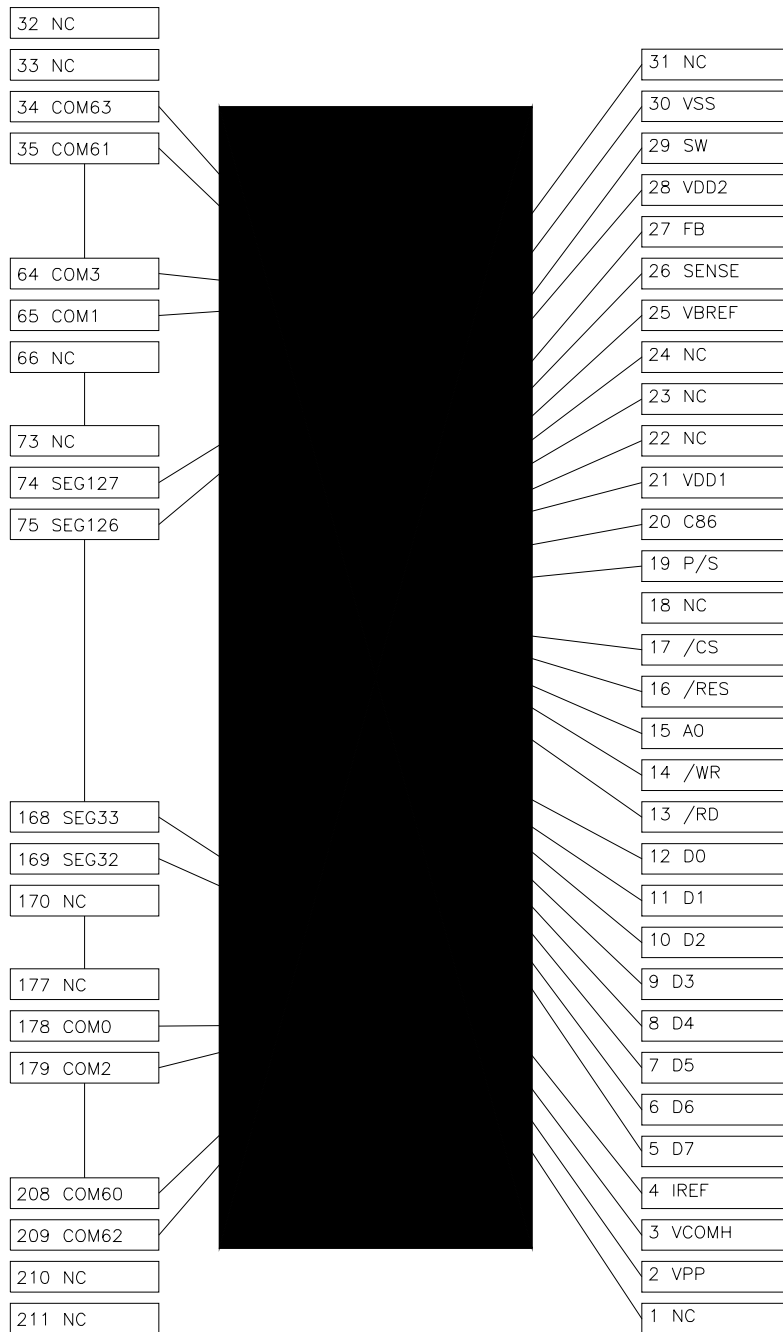 32 NC
33 NC
34 COM63
35 COM61
64 COM3
65 COM1
66 NC
73 NC
74 SEG127
75 SEG126
168 SEG33
169 SEG32
170 NC
177 NC
178 COM0
179 COM2
208 COM60
209 COM62
210 NC
211 NC
31 NC
30 VSS
29 SW
28 VDD2
27 FB
26 SENSE
25 VBREF
24 NC
23 NC
22 NC
21 VDD1
20 C86
19 P/S
18 NC
17 /CS
16 /RES
15 A0
14 /WR
13 /RD
12 D0
11 D1
10 D2
9 D3
8 D4
7 D5
6 D6
5 D7
4 IREF
3 VCOMH
2 VPP
1 NC